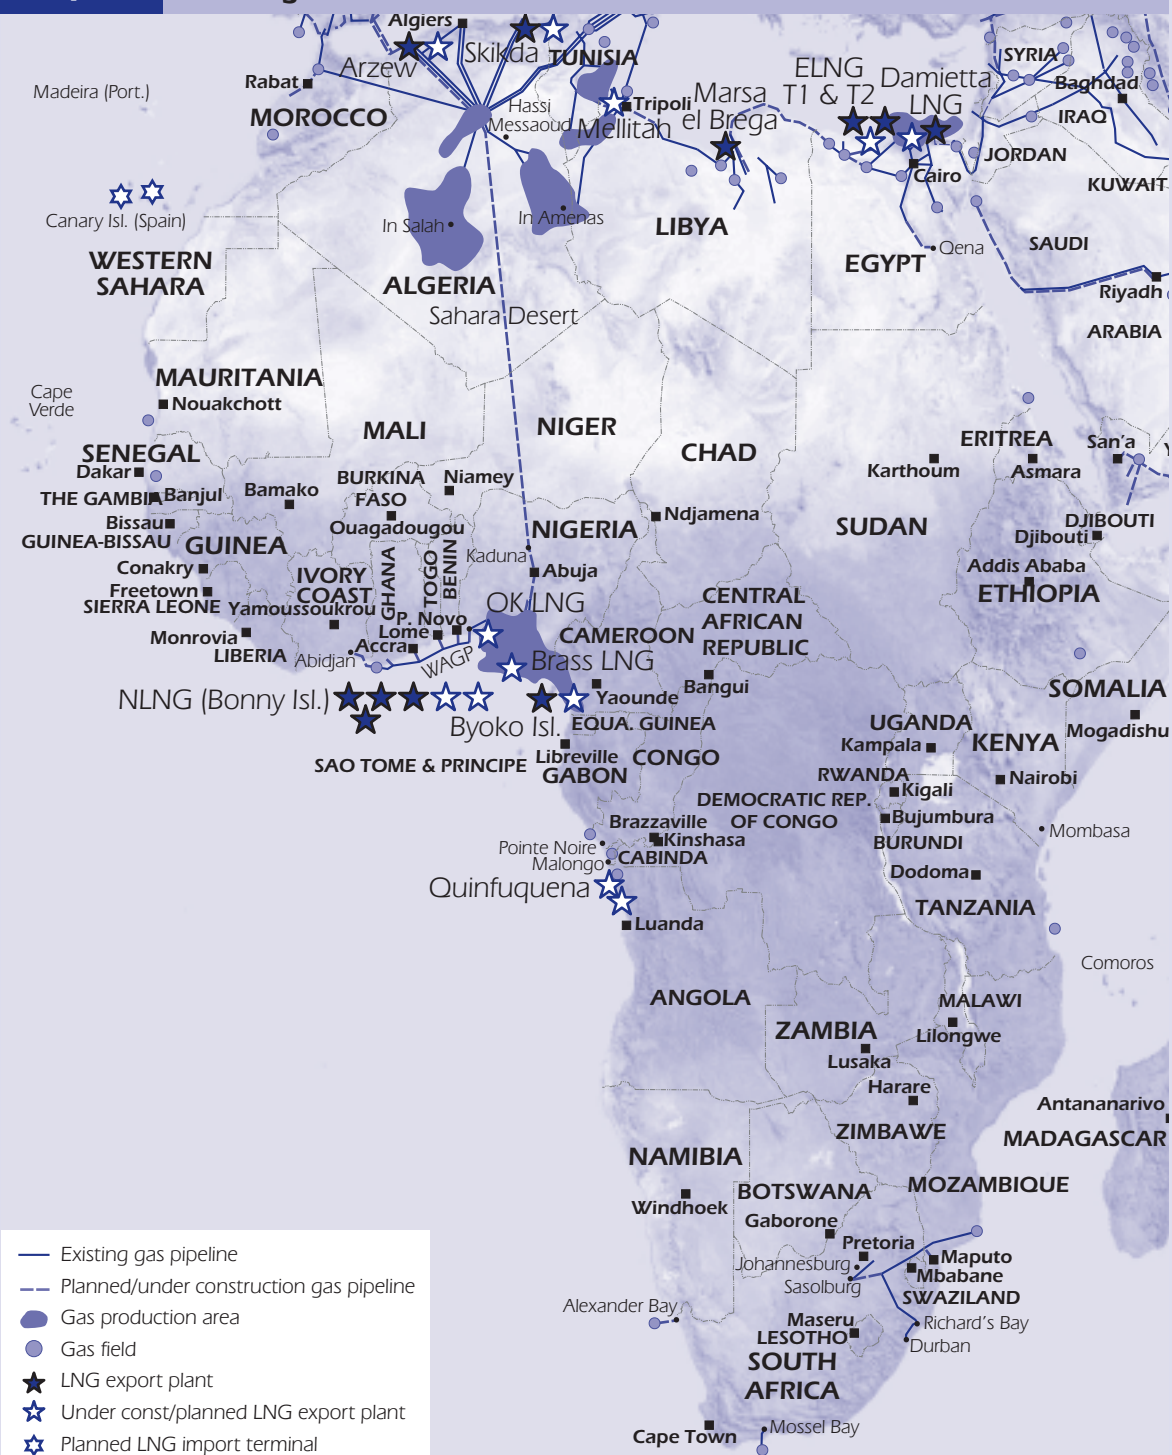 Algiers
Skikda
TUNISIA
Arzew
SYRIA
ELNG
T1 & T2
Damietta
LNG
Rabat
Madeira (Port.)
MOROCCO
Hassi
Messaoud
Mellitah
Tripoli
Marsa
el Brega
Baghdad
IRAQ
JORDAN
Cairo
KUWAIT
Canary Isl. (Spain)
In Salah
In Amenas
LIBYA
EGYPT
Qena
SAUDI
WESTERN
SAHARA
ALGERIA
Sahara Desert
Riyadh
ARABIA
MAURITANIA
Nouakchott
Cape
Verde
MALI
NIGER
CHAD
ERITREA
San'a
SENEGAL
Dakar
Karthoum
Asmara
THE GAMBIA
Banjul
Bamako
BURKINA
FASO
Niamey
Ouagadougou
Bissau
GUINEA-BISSAU
GUINEA
NIGERIA
Ndjamena
SUDAN
DJIBOUTI
Djibouti
Kaduna
Abuja
Conakry
Freetown
SIERRA LEONE
IVORY
COAST
GHANA
TOGO
BENIN
Addis Ababa
ETHIOPIA
Yamoussoukrou
OK LNG
CENTRAL
AFRICAN
REPUBLIC
P. Novo
Lome
Accra
CAMEROON
Monrovia
LIBERIA
Abidjan
WAGP
Brass LNG
NLNG (Bonny Isl.)
Yaounde
Bangui
SOMALIA
Mogadishu
Byoko Isl.
EQUA. GUINEA
UGANDA
Kampala
KENYA
SAO TOME & PRINCIPE
Libreville
GABON
CONGO
RWANDA
Kigali
Nairobi
DEMOCRATIC REP.
OF CONGO
Brazzaville
Kinshasa
Bujumbura
BURUNDI
Mombasa
Pointe Noire
Malongo
CABINDA
Dodoma
Quinfuquena
TANZANIA
Luanda
Comoros
ANGOLA
MALAWI
ZAMBIA
Lilongwe
Lusaka
Harare
Antananarivo
ZIMBAWE
MADAGASCAR
NAMIBIA
BOTSWANA
MOZAMBIQUE
Windhoek
Gaborone
Pretoria
Johannesburg
Sasolburg
Maputo
Mbabane
SWAZILAND
Alexander Bay
Maseru
LESOTHO
Richard's Bay
Durban
SOUTH
AFRICA
Cape Town
Mossel Bay
Existing gas pipeline
Planned/under construction gas pipeline
Gas production area
Gas field
LNG export plant
Under const/planned LNG export plant
Planned LNG import terminal